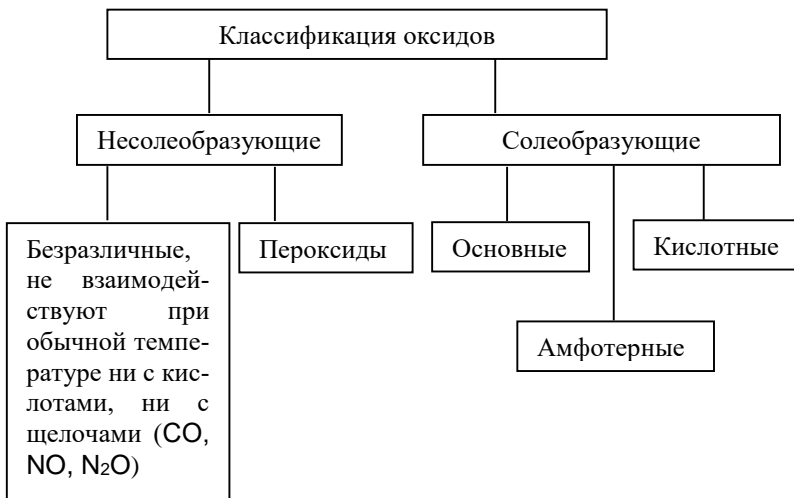 Классификация оксидов
Несолеобразующие
Солеобразующие
Безразличные,
не взаимодей-
ствуют при
обычной темпе-
ратуре ни с кис-
лотами, ни с
щелочами (CO,
NO, N₂O)
Пероксиды
Основные
Кислотные
Амфотерные